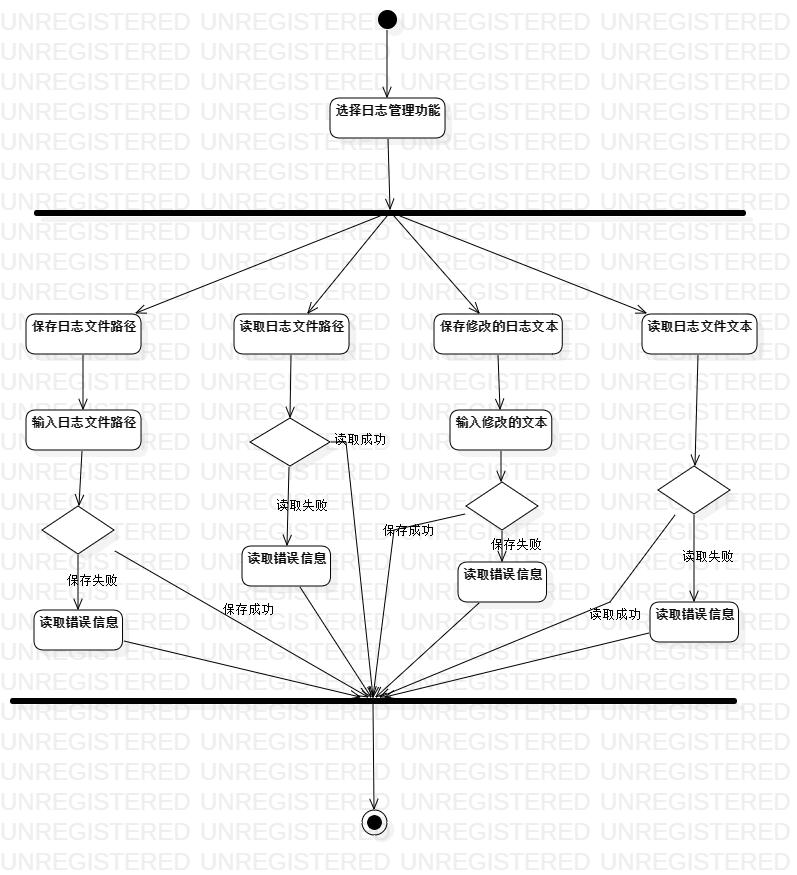 选择日志管理功能
保存日志文件路径
读取日志文件路径
保存修改的日志文本
读取日志文件文本
输入日志文件路径
输入修改的文本
读取成功
读取失败
保存成功
保存失败
读取错误信息
读取错误信息
读取失败
保存失败
保存成功
读取成功
读取错误信息
读取错误信息
UNREGISTERED UNREGISTERED UNREGISTERED UNREGISTERED